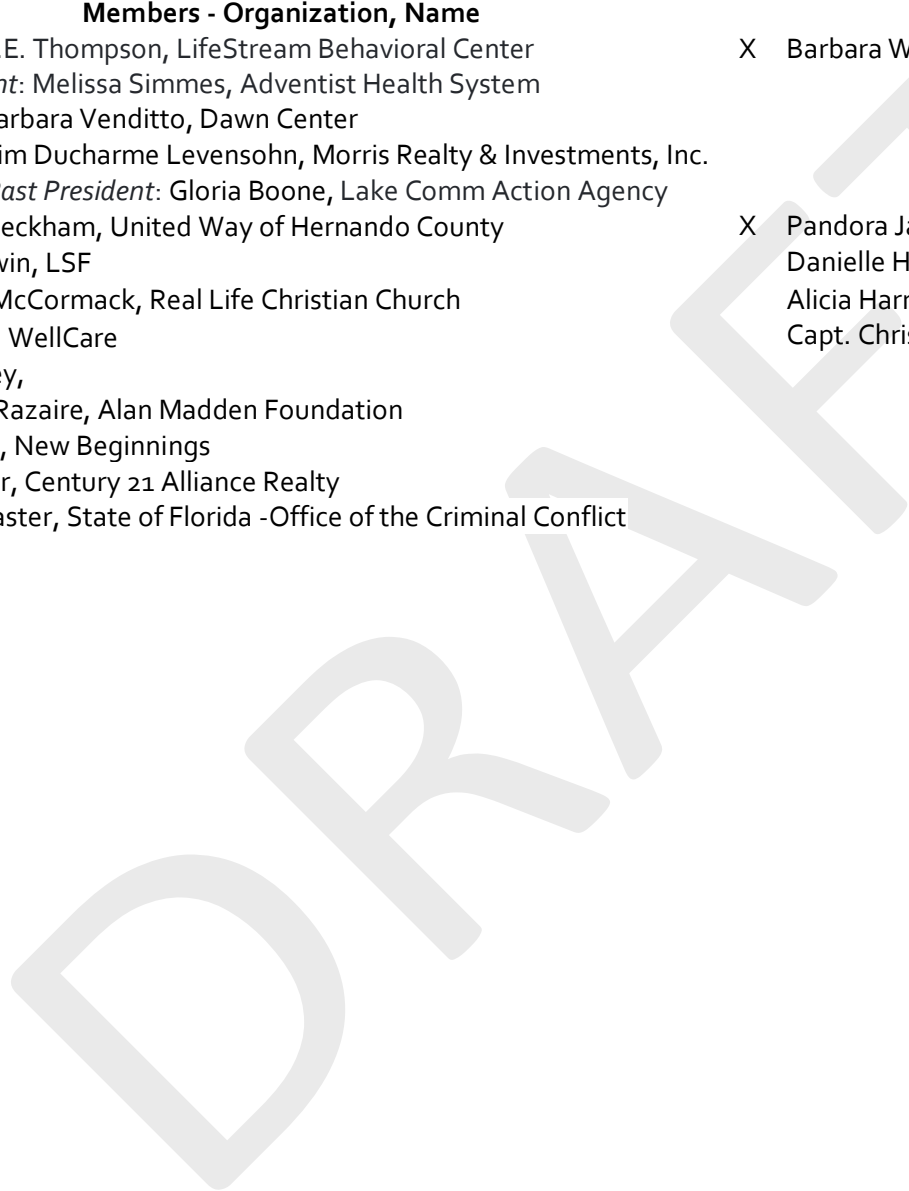 Members - Organization, Name
.E. Thompson, LifeStream Behavioral Center
nt: Melissa Simmes, Adventist Health System
arbara Venditto, Dawn Center
im Ducharme Levensohn, Morris Realty & Investments, Inc.
Past President: Gloria Boone, Lake Comm Action Agency
eckham, United Way of Hernando County
win, LSF
McCormack, Real Life Christian Church
WellCare
ey,
Razaire, Alan Madden Foundation
, New Beginnings
r, Century 21 Alliance Realty
aster, State of Florida -Office of the Criminal Conflict
X Barbara W
X Pandora Ja
Danielle H
Alicia Harr
Capt. Chris
DRAFT